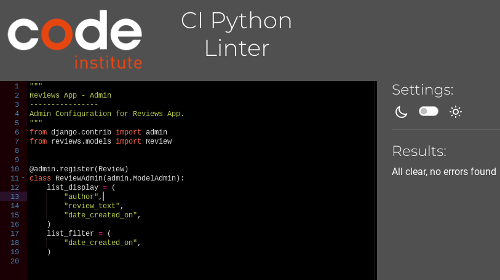 code
institute
CI Python
Linter
1 """
2 Reviews App - Admin
3 ----------------
4 Admin Configuration for Reviews App.
5 """
6 from django.contrib import admin
7 from reviews.models import Review
8
9
10 @admin.register(Review)
11 class ReviewAdmin(admin.ModelAdmin):
12     list_display = (
13         "author",
14         "review_text",
15         "date_created_on",
16     )
17     list_filter = (
18         "date_created_on",
19     )
20
Settings:
Results:
All clear, no errors found